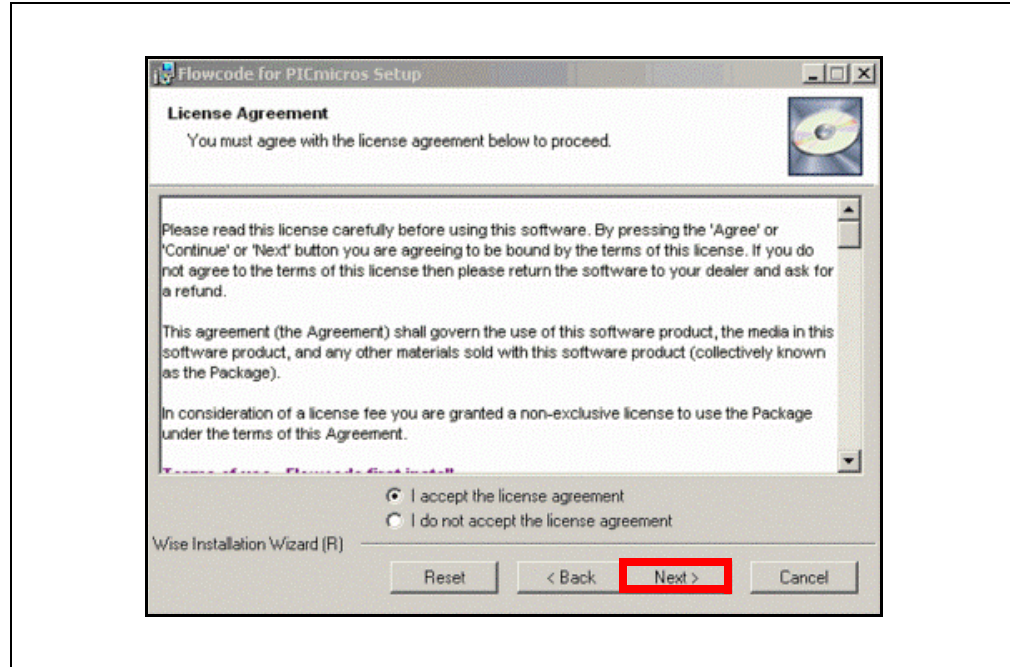 Flowcode for PICmicros Setup
License Agreement
You must agree with the license agreement below to proceed.
Please read this license carefully before using this software. By pressing the 'Agree' or
'Continue' or 'Next' button you are agreeing to be bound by the terms of this license. If you do
not agree to the terms of this license then please return the software to your dealer and ask for
a refund.
This agreement (the Agreement) shall govern the use of this software product, the media in this
software product, and any other materials sold with this software product (collectively known
as the Package).
In consideration of a license fee you are granted a non-exclusive license to use the Package
under the terms of this Agreement.
Terms of use - Flowcode first install
I accept the license agreement
I do not accept the license agreement
Wise Installation Wizard (R)
Reset
< Back
Next >
Cancel